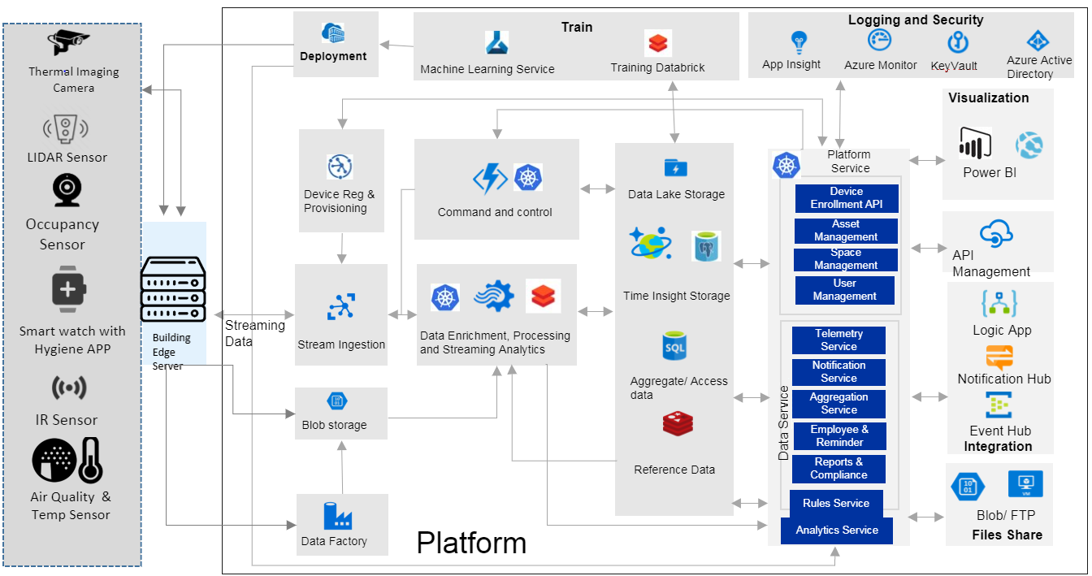 Thermal Imaging
Camera
LIDAR Sensor
Occupancy
Sensor
Smart watch with
Hygiene APP
IR Sensor
Air Quality &
Temp Sensor
Building
Edge
Server
Streaming
Data
Deployment
Train
Machine Learning Service
Training Databrick
Logging and Security
App Insight
Azure Monitor
KeyVault
Azure Active
Directory
Device Reg &
Provisioning
Stream Ingestion
Blob storage
Data Factory
Command and control
Data Enrichment, Processing
and Streaming Analytics
Data Lake Storage
Time Insight Storage
SQL
Aggregate/ Access
data
Reference Data
Platform
Service
Device
Enrollment API
Asset
Management
Space
Management
User
Management
Data Service
Telemetry
Service
Notification
Service
Aggregation
Service
Employee &
Reminder
Reports &
Compliance
Rules Service
Analytics Service
Visualization
Power BI
API
Management
Logic App
Notification Hub
Event Hub
Integration
10
01
VM
Blob/ FTP
Files Share
Platform